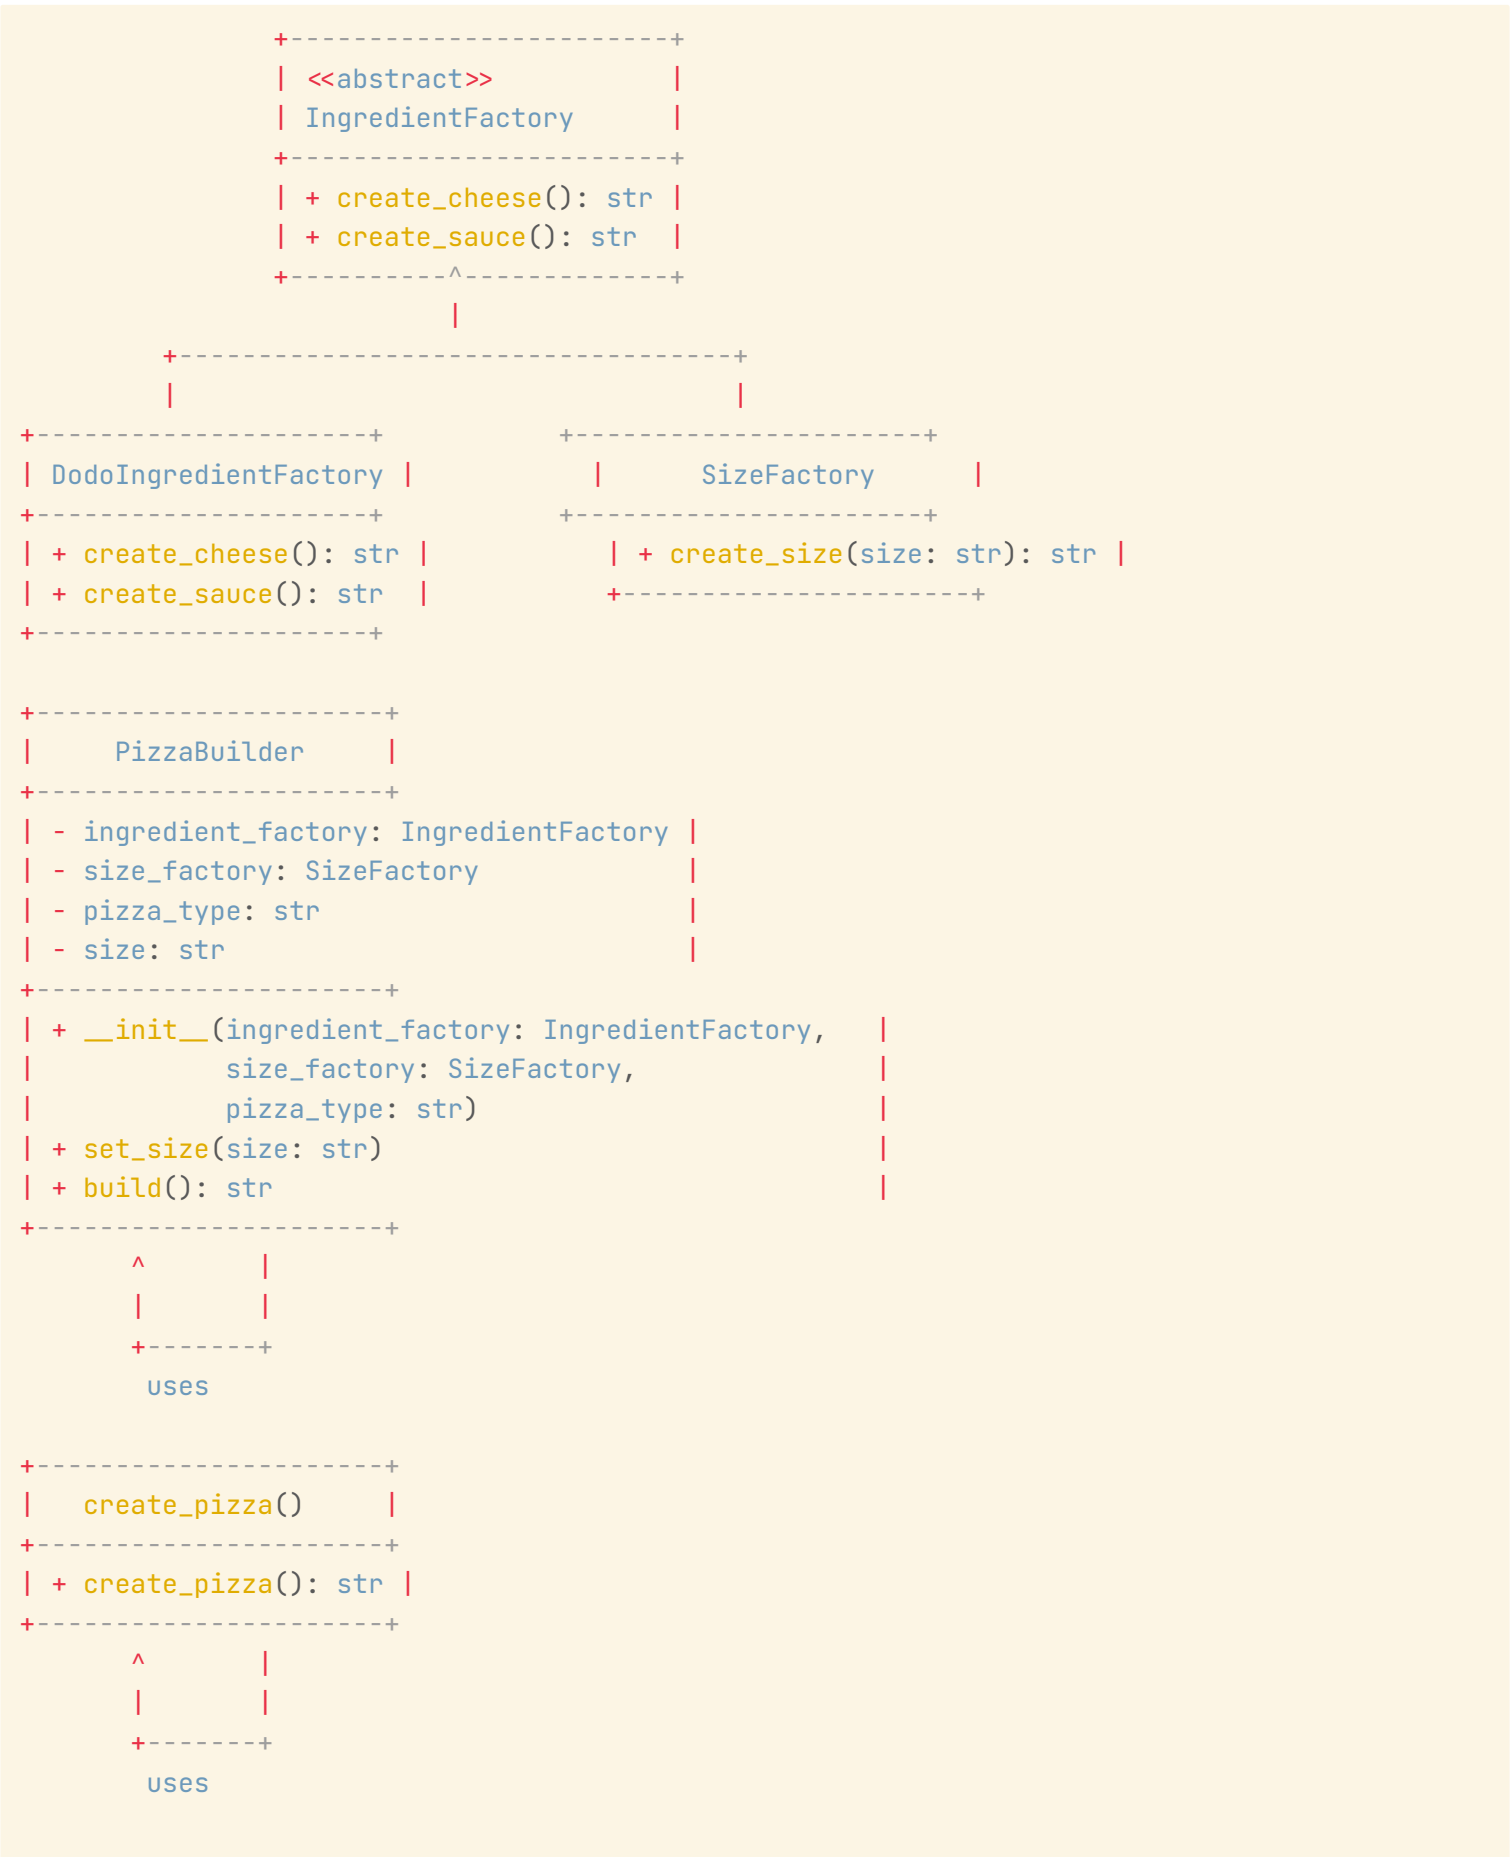 +------------------------+
| <<abstract>>            |
| IngredientFactory      |
+------------------------+
| + create_cheese(): str |
| + create_sauce(): str  |
+----------^-------------+
|
+-----------------------------------+
|                                   |
+---------------------+           +----------------------+
| DodoIngredientFactory |           |      SizeFactory      |
+---------------------+           +----------------------+
| + create_cheese(): str |           | + create_size(size: str): str |
| + create_sauce(): str  |           +----------------------+
+---------------------+
+----------------------+
|     PizzaBuilder     |
+----------------------+
| - ingredient_factory: IngredientFactory |
| - size_factory: SizeFactory             |
| - pizza_type: str                       |
| - size: str                             |
+----------------------+
| + __init__(ingredient_factory: IngredientFactory,   |
|            size_factory: SizeFactory,               |
|            pizza_type: str)                         |
| + set_size(size: str)                               |
| + build(): str                                      |
+----------------------+
^       |
|       |
+-------+
uses
+----------------------+
|   create_pizza()     |
+----------------------+
| + create_pizza(): str |
+----------------------+
^       |
|       |
+-------+
uses